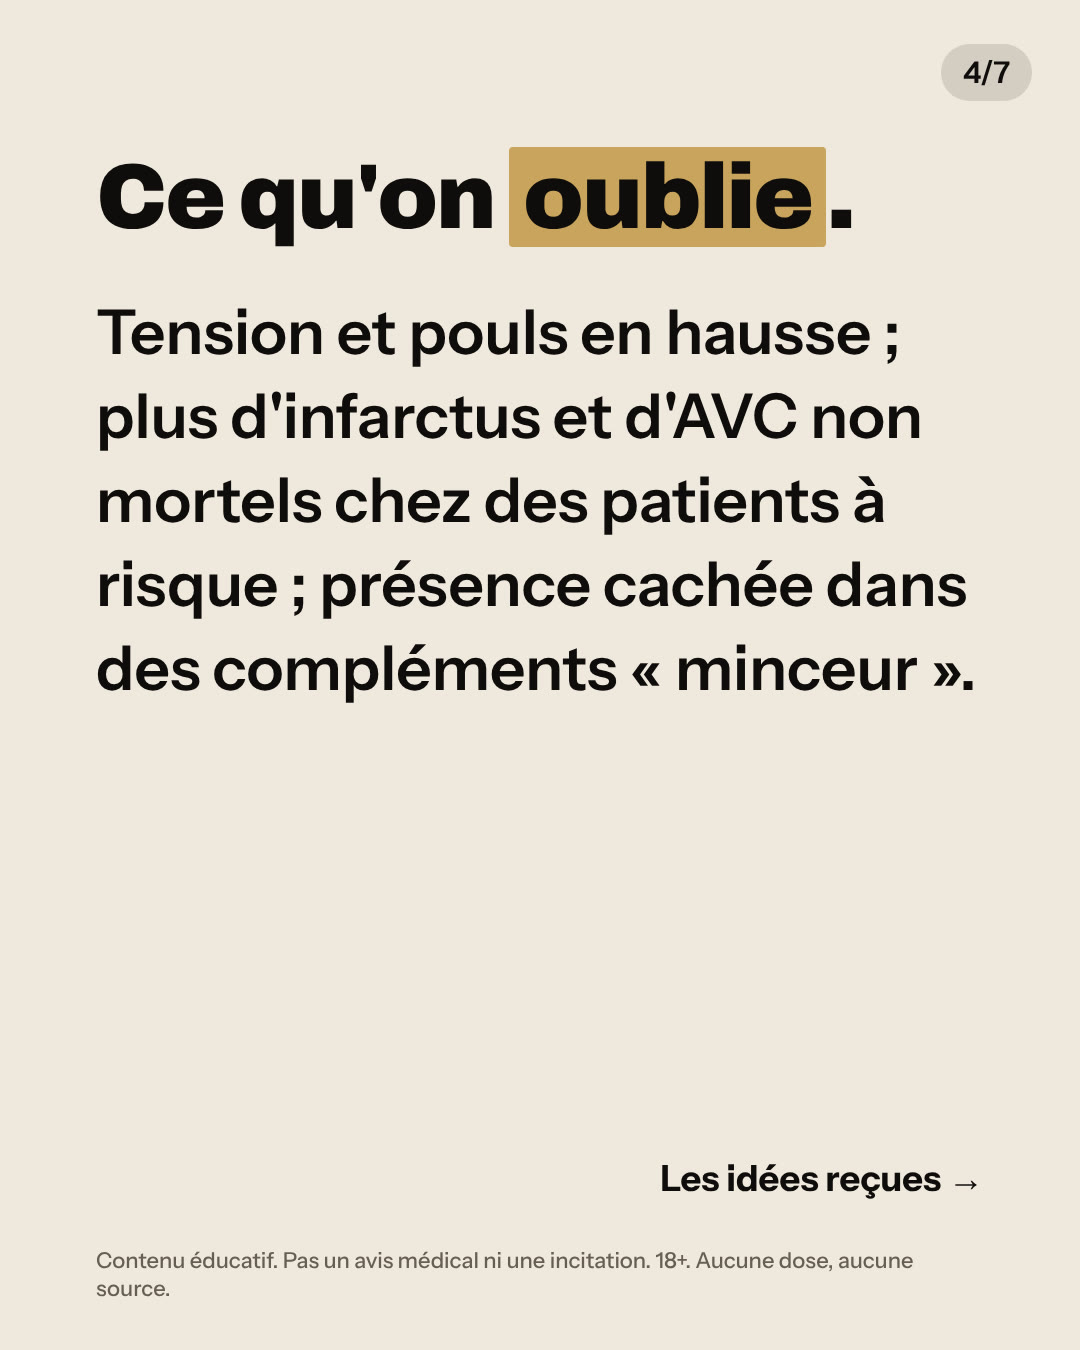 4/7
Ce qu'on oublie.
Tension et pouls en hausse ;
plus d'infarctus et d'AVC non
mortels chez des patients à
risque ; présence cachée dans
des compléments « minceur ».
Les idées reçues →
Contenu éducatif. Pas un avis médical ni une incitation. 18+. Aucune dose, aucune
source.